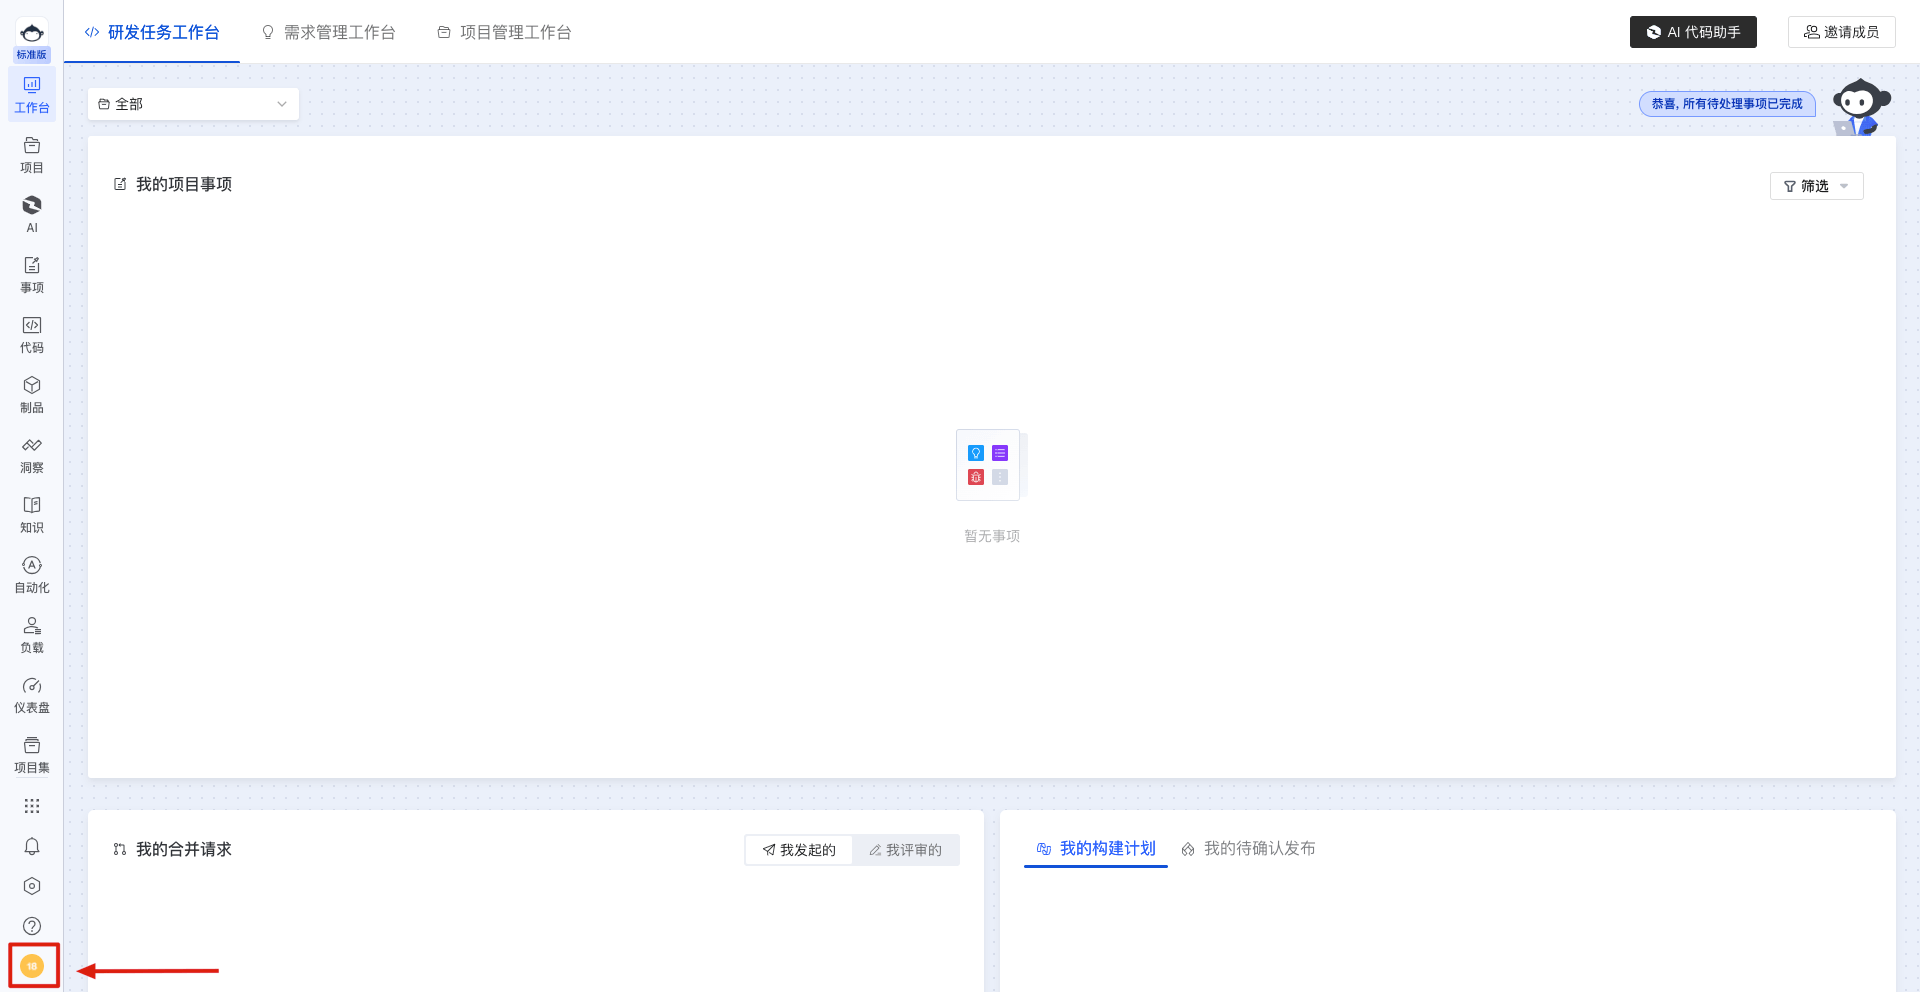 标准版
工作台
项目
AI
事项
代码
制品
洞察
知识
自动化
负载
仪表盘
项目集
18
研发任务工作台
需求管理工作台
项目管理工作台
AI 代码助手
邀请成员
全部
恭喜, 所有待处理事项已完成
我的项目事项
筛选
暂无事项
我的合并请求
我发起的
我评审的
我的构建计划
我的待确认发布